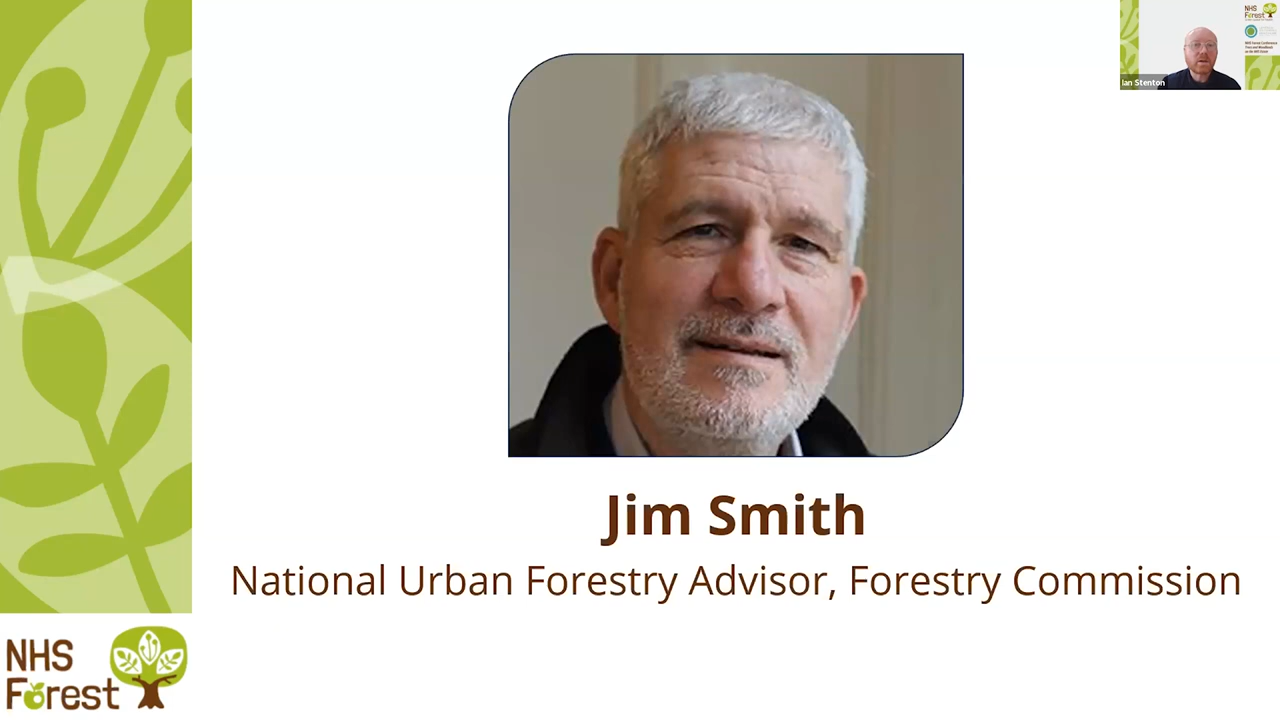 Jim Smith
National Urban Forestry Advisor, Forestry Commission
NHS
Forest
Ian Stenton
NHS
Forest